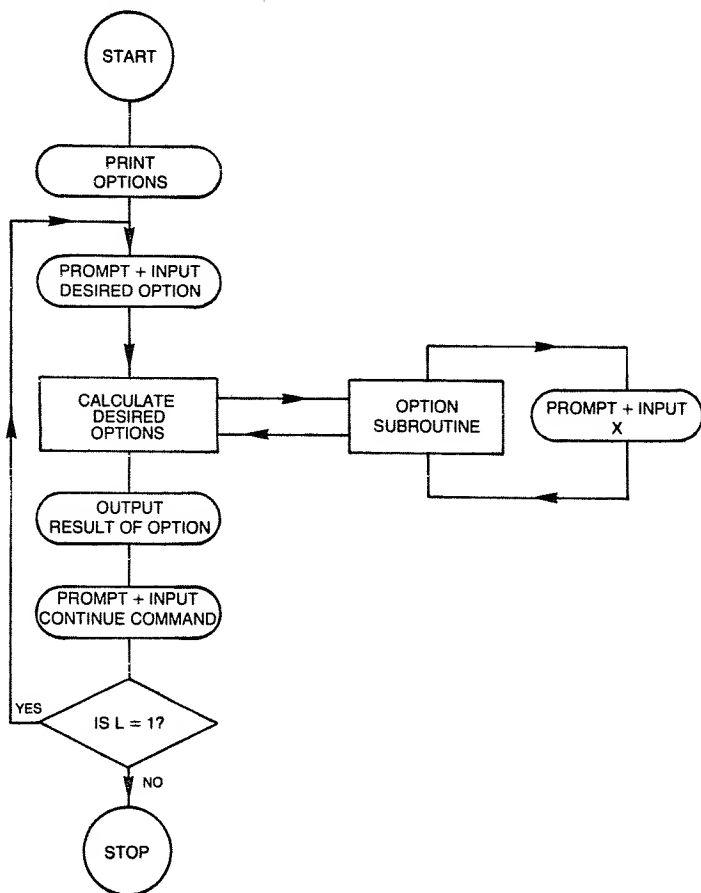 START
PRINT
OPTIONS
PROMPT + INPUT
DESIRED OPTION
CALCULATE
DESIRED
OPTIONS
OPTION
SUBROUTINE
PROMPT + INPUT
X
OUTPUT
RESULT OF OPTION
PROMPT + INPUT
CONTINUE COMMAND
YES
IS L = 1?
NO
STOP